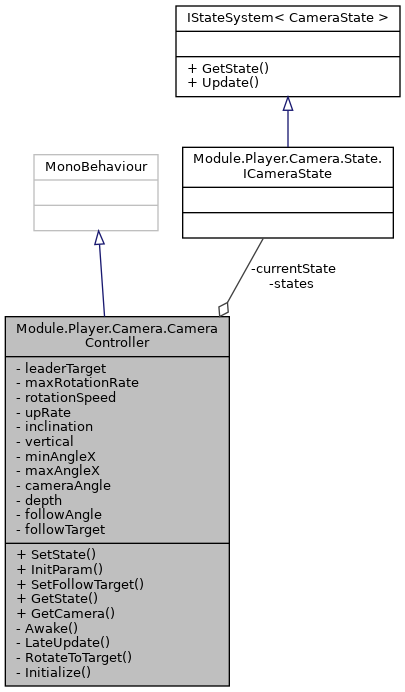 IStateSystem< CameraState >
+ GetState()
+ Update()
MonoBehaviour
Module.Player.Camera.State.
ICameraState
-currentState
-states
Module.Player.Camera.Camera
Controller
- leaderTarget
- maxRotationRate
- rotationSpeed
- upRate
- inclination
- vertical
- minAngleX
- maxAngleX
- cameraAngle
- depth
- followAngle
- followTarget
+ SetState()
+ InitParam()
+ SetFollowTarget()
+ GetState()
+ GetCamera()
- Awake()
- LateUpdate()
- RotateToTarget()
- Initialize()